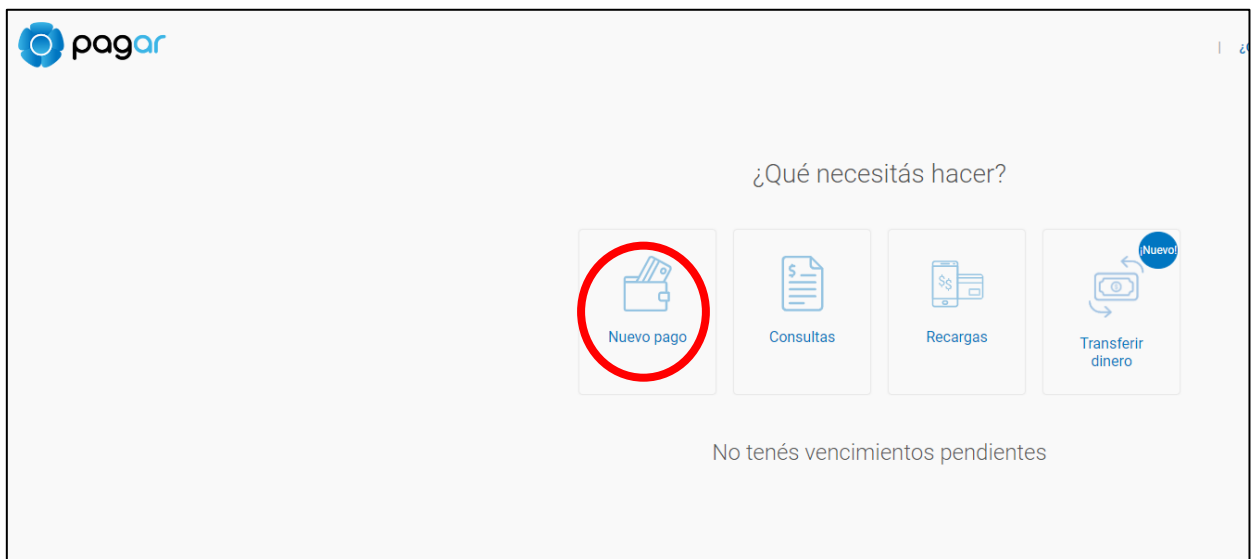 pagar
¿Qué necesitás hacer?
¡Nuevo!
Nuevo pago
Consultas
Recargas
Transferir
dinero
No tenés vencimientos pendientes